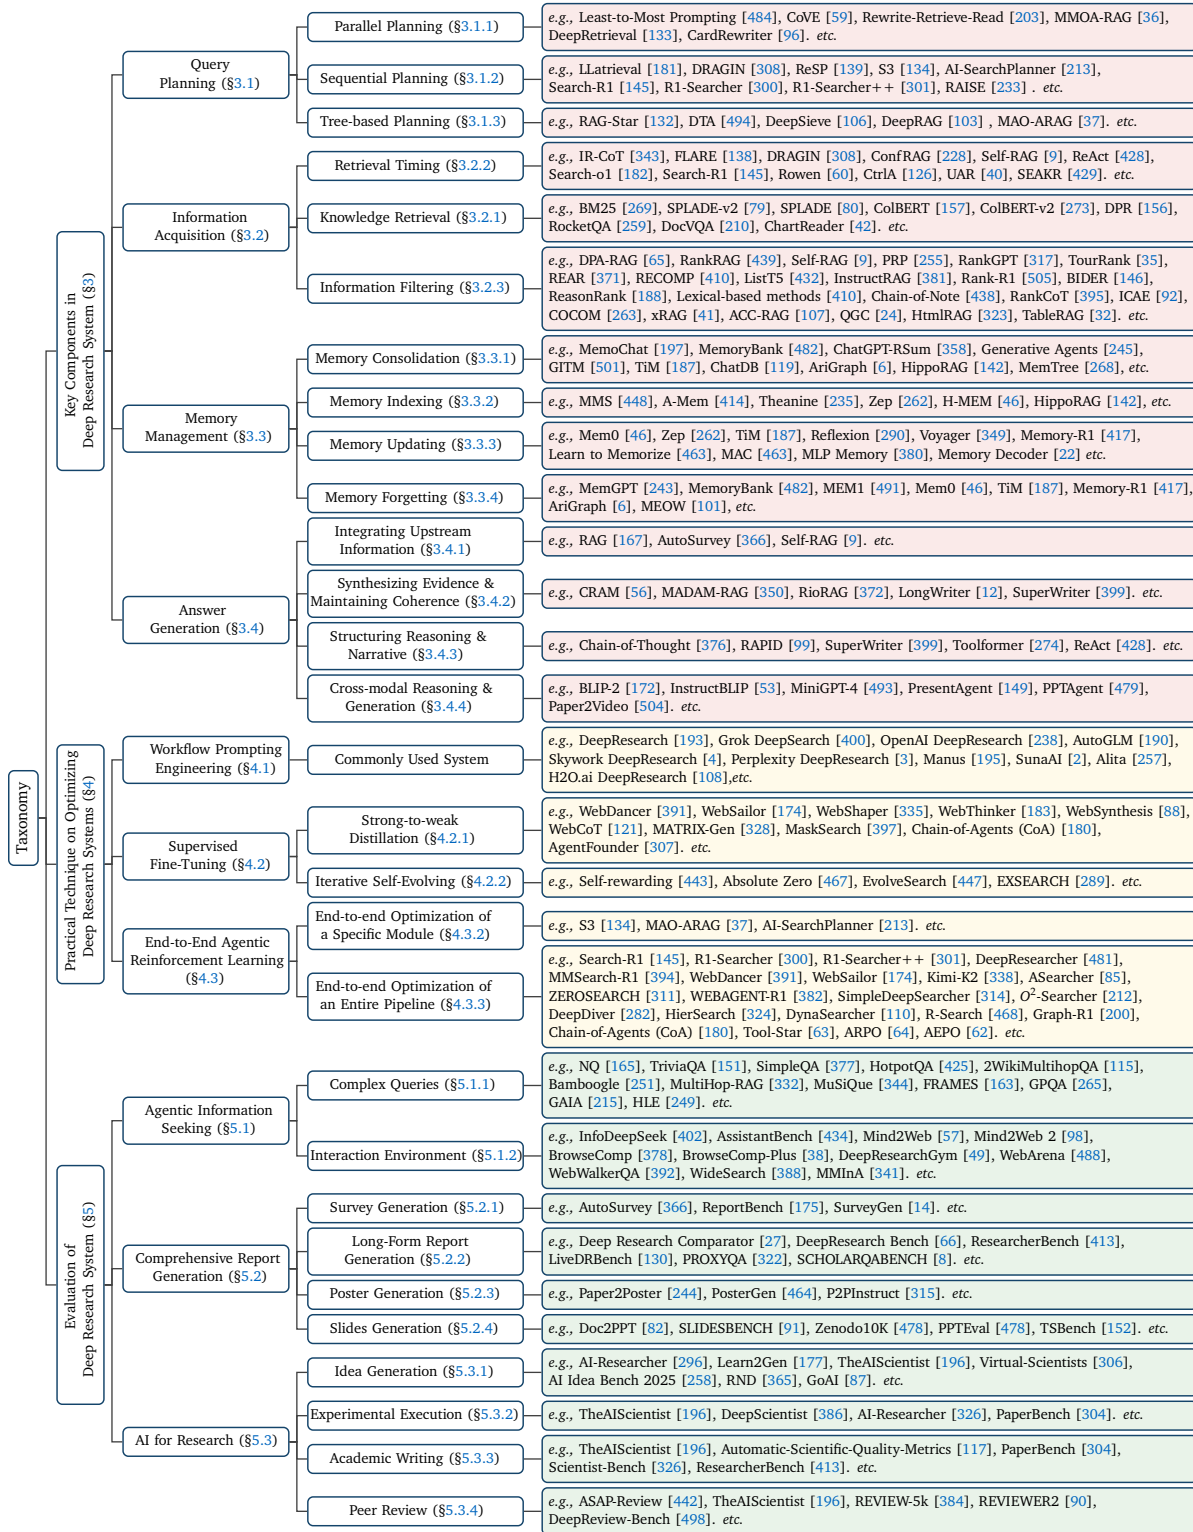 Taxonomy
Key Components in
Deep Research System (§3)
Query
Planning (§3.1)
Parallel Planning (§3.1.1)
e.g., Least-to-Most Prompting [484], CoVE [59], Rewrite-Retrieve-Read [203], MMOA-RAG [36],
DeepRetrieval [133], CardRewriter [96]. etc.
Sequential Planning (§3.1.2)
e.g., LLatrieval [181], DRAGIN [308], ReSP [139], S3 [134], AI-SearchPlanner [213],
Search-R1 [145], R1-Searcher [300], R1-Searcher++ [301], RAISE [233] . etc.
Tree-based Planning (§3.1.3)
e.g., RAG-Star [132], DTA [494], DeepSieve [106], DeepRAG [103] , MAO-ARAG [37]. etc.
Information
Acquisition (§3.2)
Retrieval Timing (§3.2.2)
e.g., IR-CoT [343], FLARE [138], DRAGIN [308], ConfRAG [228], Self-RAG [9], ReAct [428],
Search-o1 [182], Search-R1 [145], Rowen [60], CtrlA [126], UAR [40], SEAKR [429]. etc.
Knowledge Retrieval (§3.2.1)
e.g., BM25 [269], SPLADE-v2 [79], SPLADE [80], ColBERT [157], ColBERT-v2 [273], DPR [156],
RocketQA [259], DocVQA [210], ChartReader [42]. etc.
Information Filtering (§3.2.3)
e.g., DPA-RAG [65], RankRAG [439], Self-RAG [9], PRP [255], RankGPT [317], TourRank [35],
REAR [371], RECOMP [410], ListT5 [432], InstructRAG [381], Rank-R1 [505], BIDER [146],
ReasonRank [188], Lexical-based methods [410], Chain-of-Note [438], RankCoT [395], ICAE [92],
COCOM [263], xRAG [41], ACC-RAG [107], QGC [24], HtmlRAG [323], TableRAG [32]. etc.
Memory
Management (§3.3)
Memory Consolidation (§3.3.1)
e.g., MemoChat [197], MemoryBank [482], ChatGPT-RSum [358], Generative Agents [245],
GITM [501], TiM [187], ChatDB [119], AriGraph [6], HippoRAG [142], MemTree [268], etc.
Memory Indexing (§3.3.2)
e.g., MMS [448], A-Mem [414], Theanine [235], Zep [262], H-MEM [46], HippoRAG [142], etc.
Memory Updating (§3.3.3)
e.g., Mem0 [46], Zep [262], TiM [187], Reflexion [290], Voyager [349], Memory-R1 [417],
Learn to Memorize [463], MAC [463], MLP Memory [380], Memory Decoder [22] etc.
Memory Forgetting (§3.3.4)
e.g., MemGPT [243], MemoryBank [482], MEM1 [491], Mem0 [46], TiM [187], Memory-R1 [417],
AriGraph [6], MEOW [101], etc.
Answer
Generation (§3.4)
Integrating Upstream
Information (§3.4.1)
e.g., RAG [167], AutoSurvey [366], Self-RAG [9]. etc.
Synthesizing Evidence &
Maintaining Coherence (§3.4.2)
e.g., CRAM [56], MADAM-RAG [350], RioRAG [372], LongWriter [12], SuperWriter [399]. etc.
Structuring Reasoning &
Narrative (§3.4.3)
e.g., Chain-of-Thought [376], RAPID [99], SuperWriter [399], Toolformer [274], ReAct [428]. etc.
Cross-modal Reasoning &
Generation (§3.4.4)
e.g., BLIP-2 [172], InstructBLIP [53], MiniGPT-4 [493], PresentAgent [149], PPTAgent [479],
Paper2Video [504]. etc.
Practical Technique on Optimizing
Deep Research Systems (§4)
Workflow Prompting
Engineering (§4.1)
Commonly Used System
e.g., DeepResearch [193], Grok DeepSearch [400], OpenAI DeepResearch [238], AutoGLM [190],
Skywork DeepResearch [4], Perplexity DeepResearch [3], Manus [195], SunaAI [2], Alita [257],
H2O.ai DeepResearch [108],etc.
Supervised
Fine-Tuning (§4.2)
Strong-to-weak
Distillation (§4.2.1)
e.g., WebDancer [391], WebSailor [174], WebShaper [335], WebThinker [183], WebSynthesis [88],
WebCoT [121], MATRIX-Gen [328], MaskSearch [397], Chain-of-Agents (CoA) [180],
AgentFounder [307]. etc.
Iterative Self-Evolving (§4.2.2)
e.g., Self-rewarding [443], Absolute Zero [467], EvolveSearch [447], EXSEARCH [289]. etc.
End-to-End Agentic
Reinforcement Learning
(§4.3)
End-to-end Optimization of
a Specific Module (§4.3.2)
e.g., S3 [134], MAO-ARAG [37], AI-SearchPlanner [213]. etc.
End-to-end Optimization of
an Entire Pipeline (§4.3.3)
e.g., Search-R1 [145], R1-Searcher [300], R1-Searcher++ [301], DeepResearcher [481],
MMSearch-R1 [394], WebDancer [391], WebSailor [174], Kimi-K2 [338], ASearcher [85],
ZEROSEARCH [311], WEBAGENT-R1 [382], SimpleDeepSearcher [314], O²-Searcher [212],
DeepDiver [282], HierSearch [324], DynaSearcher [110], R-Search [468], Graph-R1 [200],
Chain-of-Agents (CoA) [180], Tool-Star [63], ARPO [64], AEPO [62]. etc.
Evaluation of
Deep Research System (§5)
Agentic Information
Seeking (§5.1)
Complex Queries (§5.1.1)
e.g., NQ [165], TriviaQA [151], SimpleQA [377], HotpotQA [425], 2WikiMultihopQA [115],
Bamboogle [251], MultiHop-RAG [332], MuSiQue [344], FRAMES [163], GPQA [265],
GAIA [215], HLE [249]. etc.
Interaction Environment (§5.1.2)
e.g., InfoDeepSeek [402], AssistantBench [434], Mind2Web [57], Mind2Web 2 [98],
BrowseComp [378], BrowseComp-Plus [38], DeepResearchGym [49], WebArena [488],
WebWalkerQA [392], WideSearch [388], MMInA [341]. etc.
Comprehensive Report
Generation (§5.2)
Survey Generation (§5.2.1)
e.g., AutoSurvey [366], ReportBench [175], SurveyGen [14]. etc.
Long-Form Report
Generation (§5.2.2)
e.g., Deep Research Comparator [27], DeepResearch Bench [66], ResearcherBench [413],
LiveDRBench [130], PROXYQA [322], SCHOLARQABENCH [8]. etc.
Poster Generation (§5.2.3)
e.g., Paper2Poster [244], PosterGen [464], P2PInstruct [315]. etc.
Slides Generation (§5.2.4)
e.g., Doc2PPT [82], SLIDESBENCH [91], Zenodo10K [478], PPTEval [478], TSBench [152]. etc.
AI for Research (§5.3)
Idea Generation (§5.3.1)
e.g., AI-Researcher [296], Learn2Gen [177], TheAIScientist [196], Virtual-Scientists [306],
AI Idea Bench 2025 [258], RND [365], GoAI [87]. etc.
Experimental Execution (§5.3.2)
e.g., TheAIScientist [196], DeepScientist [386], AI-Researcher [326], PaperBench [304]. etc.
Academic Writing (§5.3.3)
e.g., TheAIScientist [196], Automatic-Scientific-Quality-Metrics [117], PaperBench [304],
Scientist-Bench [326], ResearcherBench [413]. etc.
Peer Review (§5.3.4)
e.g., ASAP-Review [442], TheAIScientist [196], REVIEW-5k [384], REVIEWER2 [90],
DeepReview-Bench [498]. etc.